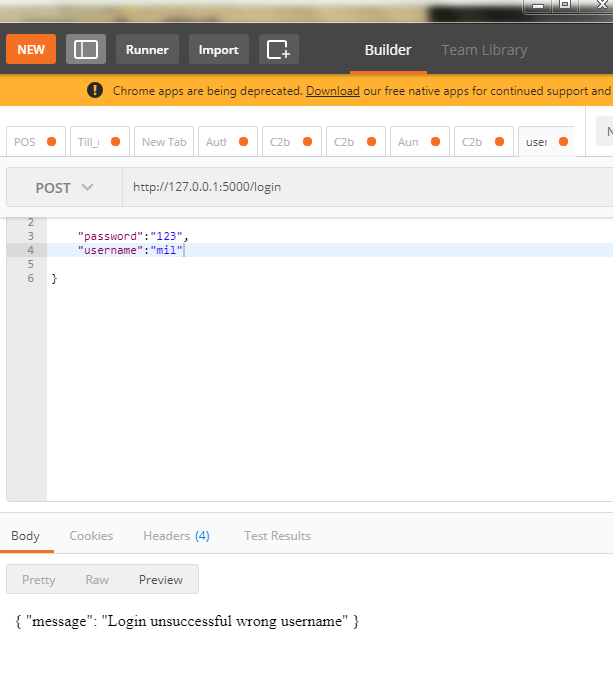 NEW Runner Import Builder Team Library
! Chrome apps are being deprecated. Download our free native apps for continued support and
POS Till_ New Tab Auth C2b C2b Aun C2b user N
POST http://127.0.0.1:5000/login
2
3 "password":"123",
4 "username":"mil"
5
6 }
Body Cookies Headers (4) Test Results
Pretty Raw Preview
{ "message": "Login unsuccessful wrong username" }